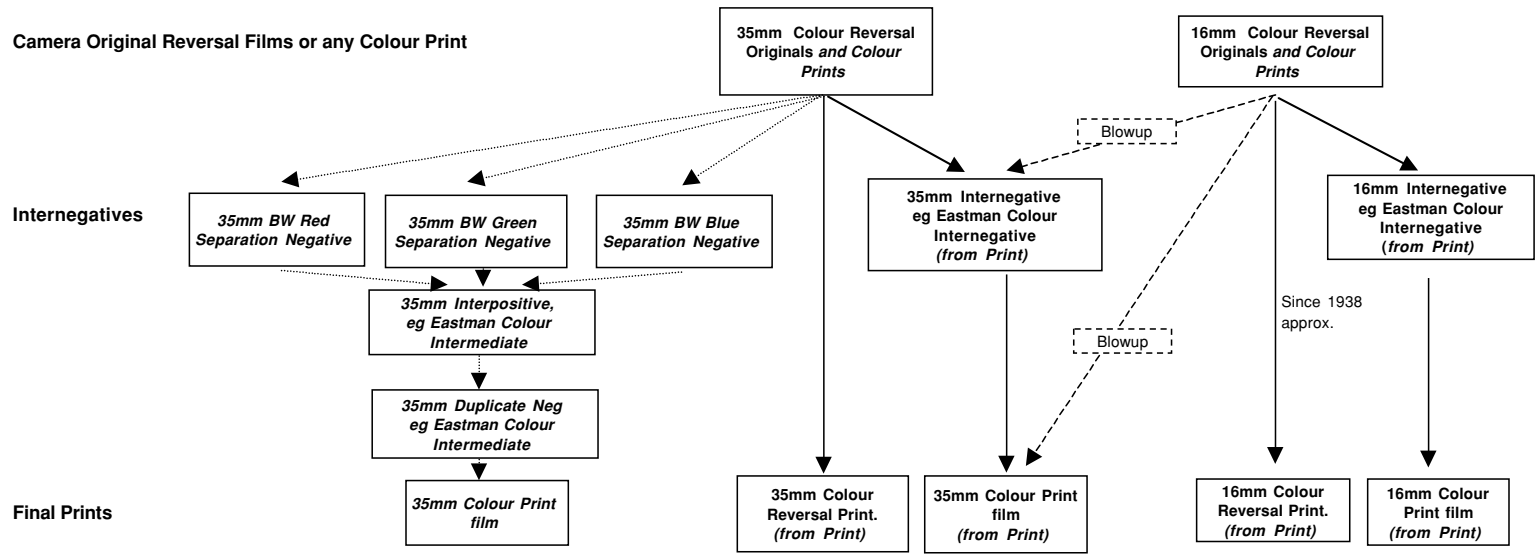 Camera Original Reversal Films or any Colour Print
35mm Colour Reversal
Originals and Colour
Prints
16mm Colour Reversal
Originals and Colour
Prints
Blowup
Internegatives
35mm BW Red
Separation Negative
35mm BW Green
Separation Negative
35mm BW Blue
Separation Negative
35mm Internegative
eg Eastman Colour
Internegative
(from Print)
16mm Internegative
eg Eastman Colour
Internegative
(from Print)
35mm Interpositive,
eg Eastman Colour
Intermediate
Since 1938
approx.
Blowup
35mm Duplicate Neg
eg Eastman Colour
Intermediate
Final Prints
35mm Colour Print
film
35mm Colour
Reversal Print.
(from Print)
35mm Colour Print
film
(from Print)
16mm Colour
Reversal Print.
(from Print)
16mm Colour
Print film
(from Print)